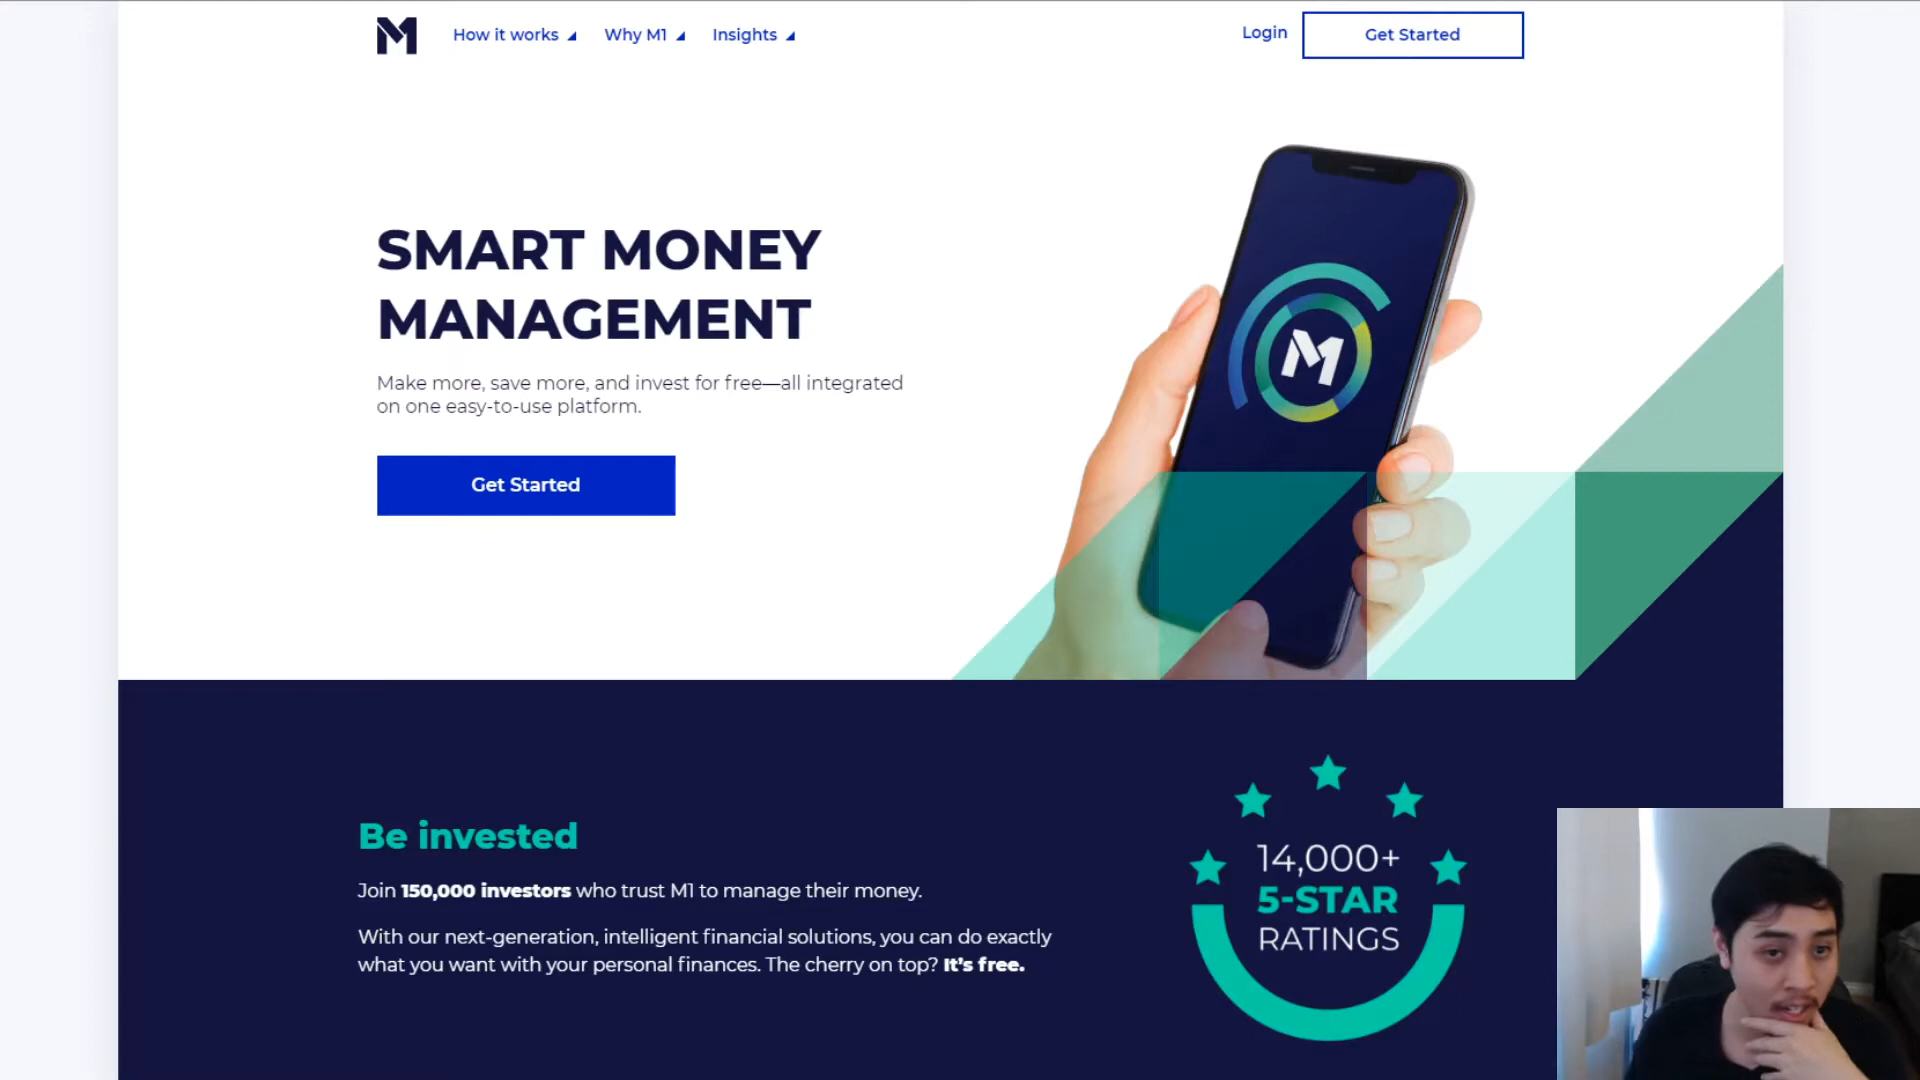 M1
How it works
Why M1
Insights
Login
Get Started
SMART MONEY
MANAGEMENT
Make more, save more, and invest for free—all integrated
on one easy-to-use platform.
Get Started
M1
Be invested
Join 150,000 investors who trust M1 to manage their money.
With our next-generation, intelligent financial solutions, you can do exactly
what you want with your personal finances. The cherry on top? It's free.
14,000+
5-STAR
RATINGS